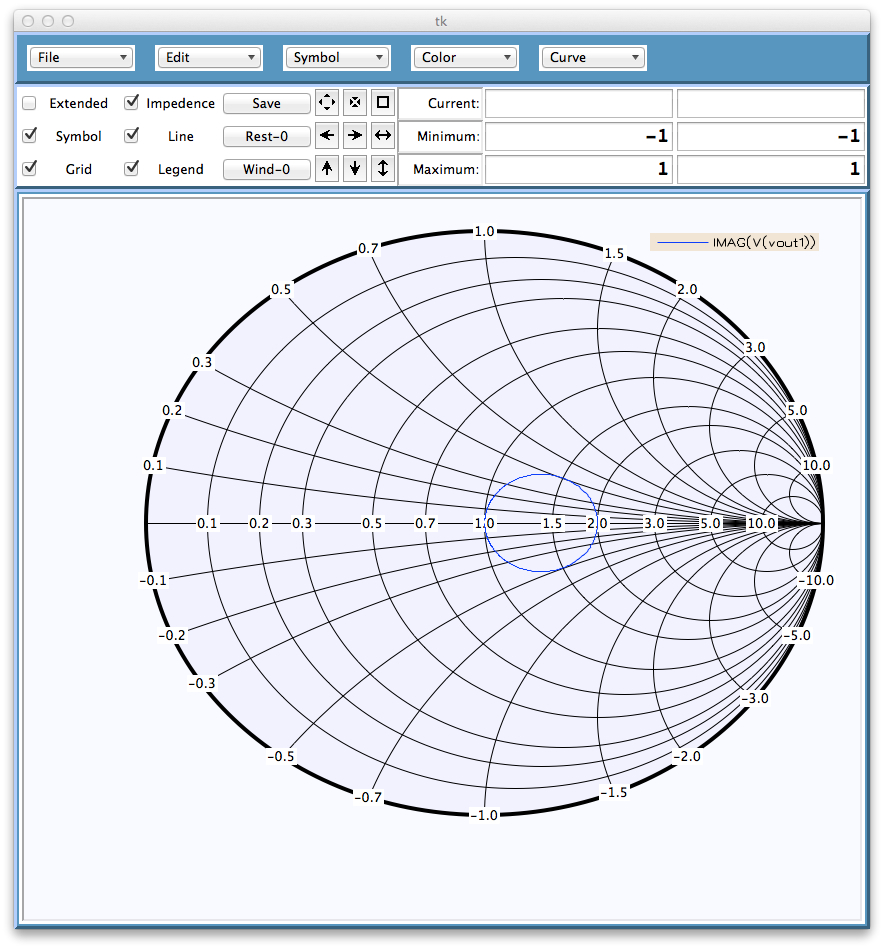 tk
File Edit Symbol Color Curve
Extended Impedence Save Current:
Symbol Line Rest-0 Minimum: -1 -1
Grid Legend Wind-0 Maximum: 1 1
IMAG(V(vout1))
1.0
0.7 1.5
0.5 2.0
0.3 3.0
0.2 5.0
0.1 10.0
0.1 0.2 0.3 0.5 0.7 1.0 1.5 2.0 3.0 5.0 10.0
-0.1 -10.0
-0.2 -5.0
-0.3 -3.0
-0.5 -2.0
-0.7 -1.5
-1.0